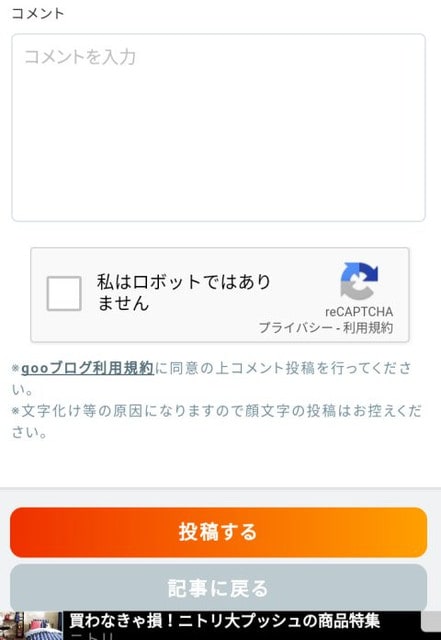 コメント
コメントを入力
私はロボットではあり
ません
reCAPTCHA
プライバシー - 利用規約
※gooブログ利用規約に同意の上コメント投稿を行ってくださ
い。
※文字化け等の原因になりますので顔文字の投稿はお控えくだ
さい。
投稿する
記事に戻る
買わなきゃ損！ニトリ大プッシュの商品特集
ニトリ